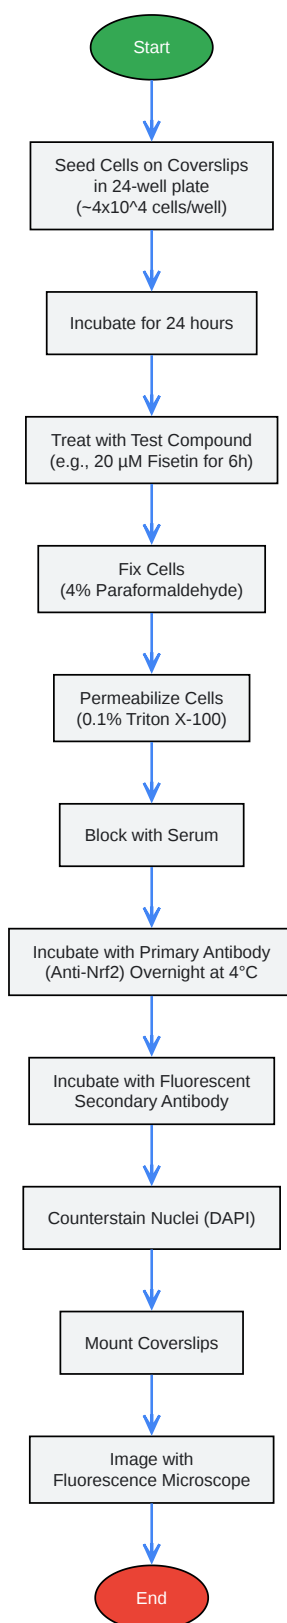 Start
Seed Cells on Coverslips
in 24-well plate
(~4x10^4 cells/well)
Incubate for 24 hours
Treat with Test Compound
(e.g., 20 µM Fisetin for 6h)
Fix Cells
(4% Paraformaldehyde)
Permeabilize Cells
(0.1% Triton X-100)
Block with Serum
Incubate with Primary Antibody
(Anti-Nrf2) Overnight at 4°C
Incubate with Fluorescent
Secondary Antibody
Counterstain Nuclei (DAPI)
Mount Coverslips
Image with
Fluorescence Microscope
End